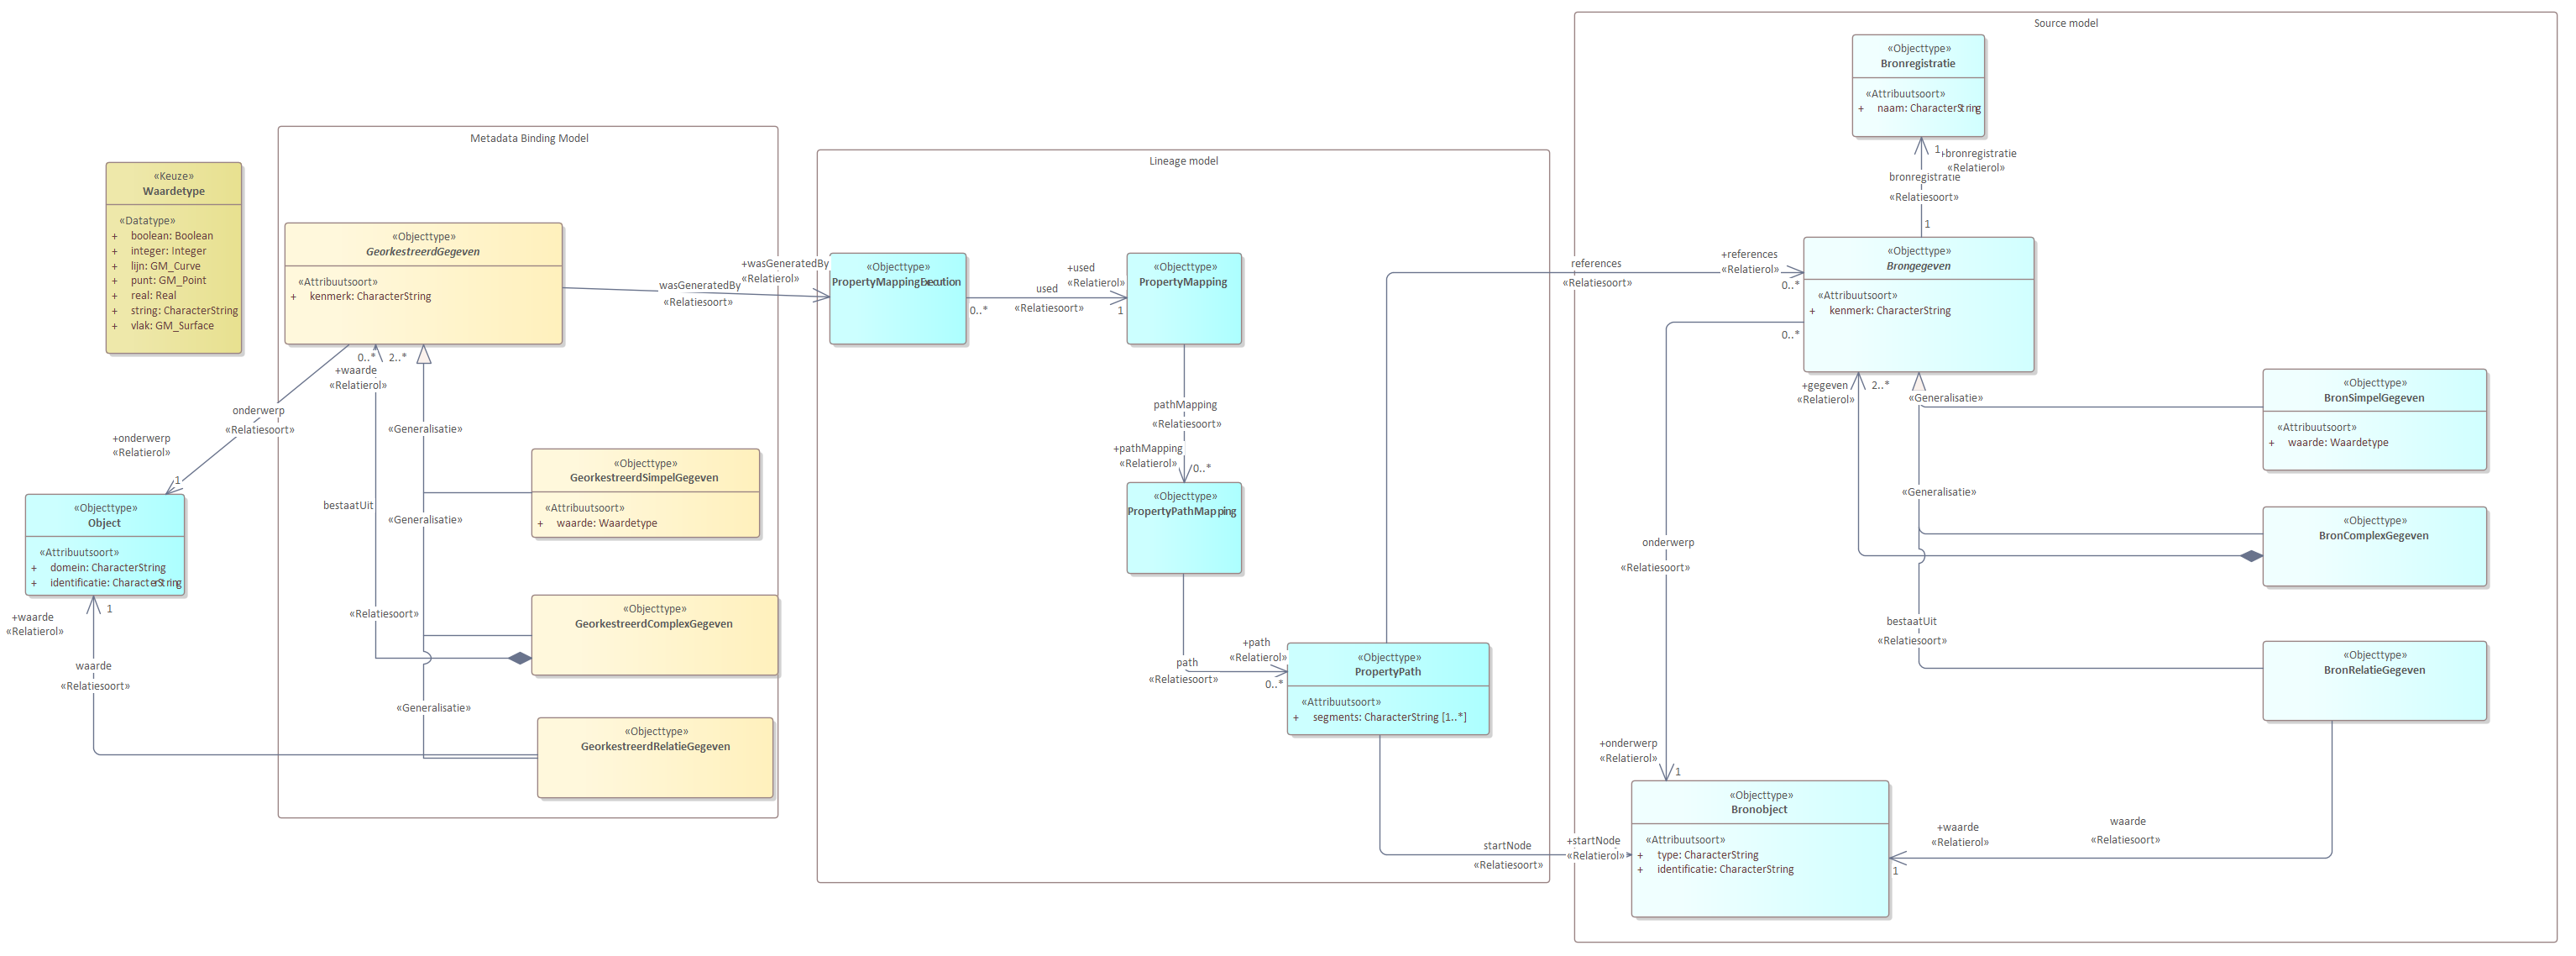 Source model
«Objecttype»
Bronregistratie
«Attribuutsoort»
+ naam: CharacterString
1
+bronregistratie
«Relatierol»
bronregistratie
«Relatiesoort»
1
Metadata Binding Model
Lineage model
«Keuze»
Waardetype
«Datatype»
+ boolean: Boolean
+ integer: Integer
+ lijn: GM_Curve
+ punt: GM_Point
+ real: Real
+ string: CharacterString
+ vlak: GM_Surface
«Objecttype»
GeorkestreerdGegeven
«Attribuutsoort»
+ kenmerk: CharacterString
wasGeneratedBy
«Relatiesoort»
+wasGeneratedBy
«Relatierol»
«Objecttype»
PropertyMappingExecution
0..*
used
«Relatiesoort»
+used
«Relatierol»
1
«Objecttype»
PropertyMapping
references
«Relatiesoort»
+references
«Relatierol»
0..*
«Objecttype»
Brongegeven
«Attribuutsoort»
+ kenmerk: CharacterString
0..*
0..*
2..*
+waarde
«Relatierol»
onderwerp
«Relatiesoort»
+onderwerp
«Relatierol»
1
«Generalisatie»
pathMapping
«Relatiesoort»
+pathMapping
«Relatierol»
0..*
+gegeven
«Relatierol»
2..*
«Generalisatie»
«Objecttype»
BronSimpelGegeven
«Attribuutsoort»
+ waarde: Waardetype
«Objecttype»
GeorkestreerdSimpelGegeven
«Attribuutsoort»
+ waarde: Waardetype
«Objecttype»
Object
«Attribuutsoort»
+ domein: CharacterString
+ identificatie: CharacterString
bestaatUit
«Generalisatie»
«Objecttype»
PropertyPathMapping
«Generalisatie»
«Objecttype»
BronComplexGegeven
onderwerp
«Relatiesoort»
1
+waarde
«Relatierol»
waarde
«Relatiesoort»
«Relatiesoort»
«Objecttype»
GeorkestreerdComplexGegeven
«Generalisatie»
path
«Relatiesoort»
+path
«Relatierol»
0..*
«Objecttype»
PropertyPath
«Attribuutsoort»
+ segments: CharacterString [1..*]
bestaatUit
«Relatiesoort»
«Objecttype»
BronRelatieGegeven
«Objecttype»
GeorkestreerdRelatieGegeven
+onderwerp
«Relatierol»
1
«Objecttype»
Bronobject
«Attribuutsoort»
+ type: CharacterString
+ identificatie: CharacterString
startNode
«Relatiesoort»
+startNode
«Relatierol»
+waarde
«Relatierol»
waarde
«Relatiesoort»
1